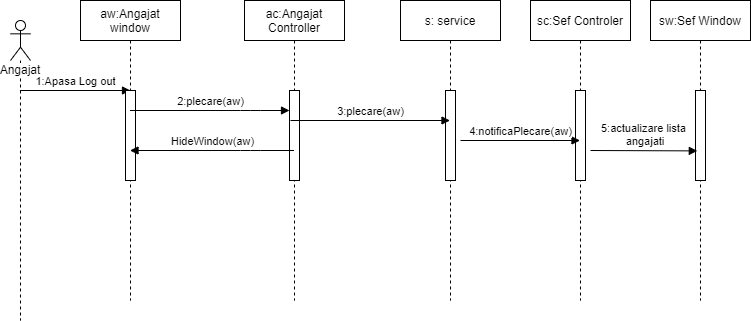 aw:Angajat
window
ac:Angajat
Controller
s: service
sc:Sef Controler
sw:Sef Window
Angajat
1:Apasa Log out
2:plecare(aw)
3:plecare(aw)
4:notificaPlecare(aw)
5:actualizare lista
angajati
HideWindow(aw)